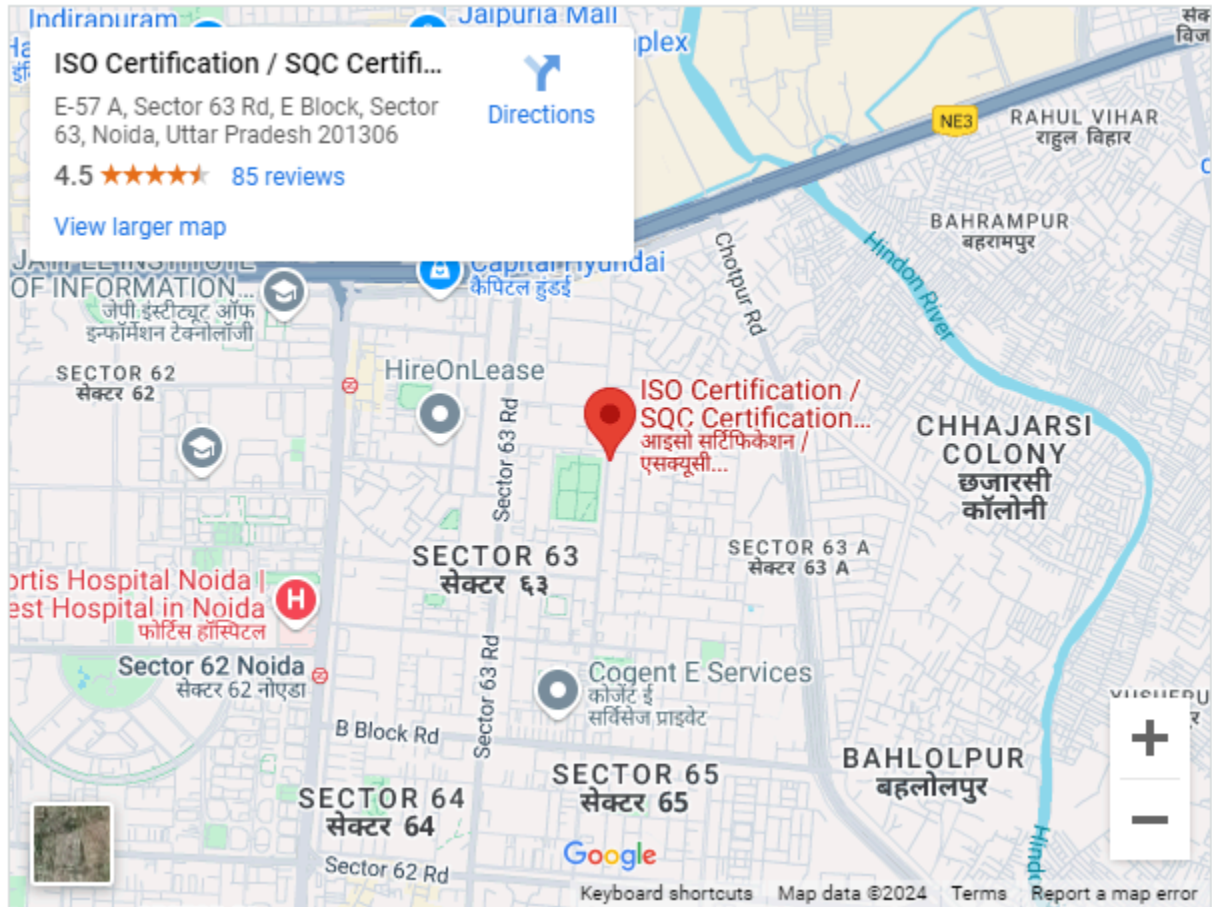 Indirapuram
Jaipuria Mall
plex
ISO Certification / SQC Certifi...
E-57 A, Sector 63 Rd, E Block, Sector
63, Noida, Uttar Pradesh 201306
4.5
85 reviews
Directions
View larger map
NE3
RAHUL VIHAR
राहुल विहार
BAHRAMPUR
बहरामपुर
Hindon River
Chotpur Rd
OF INFORMATION...
जेपी इंस्टीट्यूट ऑफ
इन्फॉर्मेशन टेक्नोलॉजी
Capital Hyundai
कैपिटल हुंडई
SECTOR 62
सेक्टर 62
HireOnLease
Sector 63 Rd
ISO Certification /
SQC Certification...
आइसो सर्टिफिकेशन /
एसक्यूसी...
CHHAJARSI
COLONY
छजारसी
कॉलोनी
SECTOR 63
सेक्टर ६३
SECTOR 63 A
सेक्टर 63 A
ortis Hospital Noida |
est Hospital in Noida
फोर्टिस हॉस्पिटल
H
Sector 62 Noida
सेक्टर 62 नोएडा
Sector 63 Rd
Cogent E Services
कोजेंट ई
सर्विसेज प्राइवेट
B Block Rd
SECTOR 65
सेक्टर 65
BAHLOLPUR
बहलोलपुर
SECTOR 64
सेक्टर 64
Sector 62 Rd
Google
Keyboard shortcuts
Map data ©2024
Terms
Report a map error